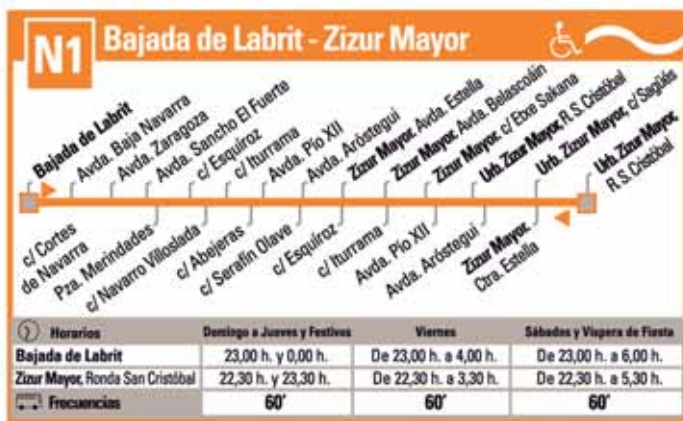 N1
Bajada de Labrit - Zizur Mayor
Bajada de Labrit
Avda. Baja Navarra
Avda. Zaragoza
Avda. Sancho El Fuerte
c/ Esquíroz
c/ Iturrama
Avda. Pío XII
Avda. Aróstegui
Zizur Mayor, Avda. Estella
Zizur Mayor, Avda. Belascoáin
Zizur Mayor, c/ Etxe Sakana
Urb. Zizur Mayor, R. S. Cristóbal
Urb. Zizur Mayor, c/ Sagüés
Urb. Zizur Mayor,
R. S. Cristóbal
c/ Cortes
de Navarra
Pza. Merindades
c/ Navarro Villoslada
c/ Abejeras
c/ Serafín Olave
c/ Esquíroz
c/ Iturrama
Avda. Pío XII
Avda. Aróstegui
Zizur Mayor,
Ctra. Estella
Horarios Domingo a Jueves y Festivos Viernes Sábados y Víspera de Fiesta
Bajada de Labrit 23,00 h. y 0,00 h. De 23,00 h. a 4,00 h. De 23,00 h. a 6,00 h.
Zizur Mayor, Ronda San Cristóbal 22,30 h. y 23,30 h. De 22,30 h. a 3,30 h. De 22,30 h. a 5,30 h.
Frecuencias 60' 60' 60'